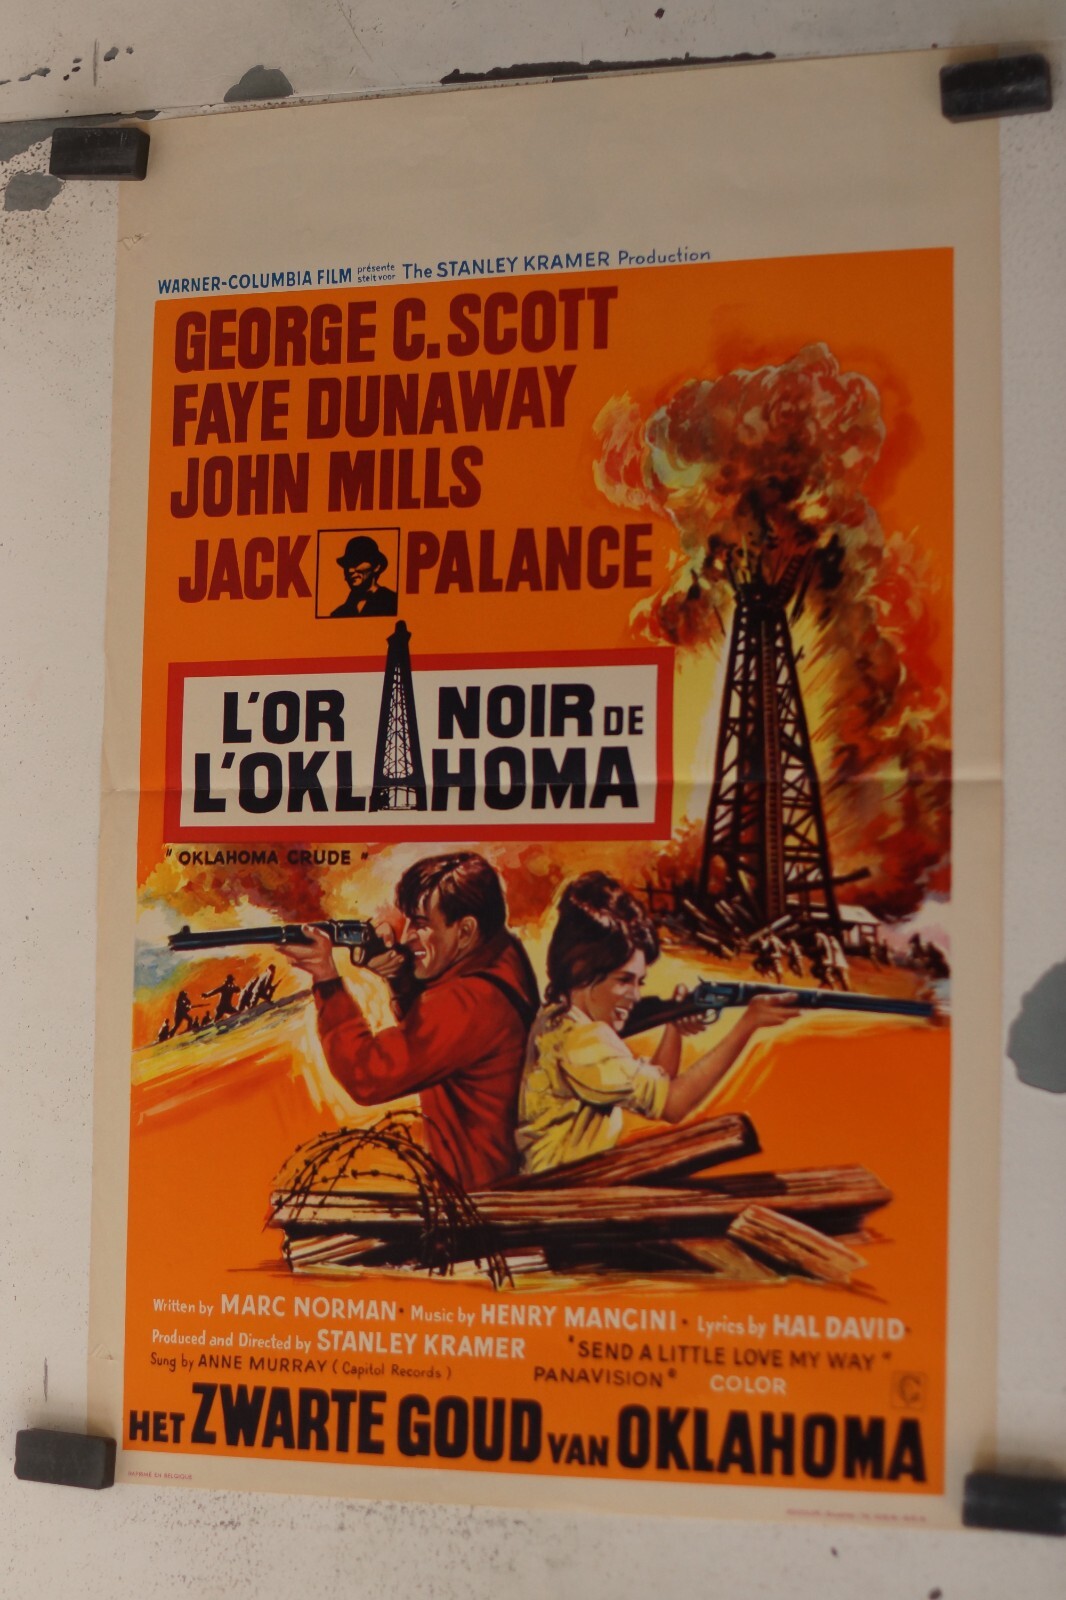 WARNER-COLUMBIA FILM présente stelt voor The STANLEY KRAMER Production
GEORGE C. SCOTT
FAYE DUNAWAY
JOHN MILLS
JACK PALANCE
L'OR NOIR DE
L'OKLAHOMA
"OKLAHOMA CRUDE"
Written by MARC NORMAN · Music by HENRY MANCINI · Lyrics by HAL DAVID ·
Produced and Directed by STANLEY KRAMER "SEND A LITTLE LOVE MY WAY"
Sung by ANNE MURRAY (Capitol Records) PANAVISION® COLOR
HET ZWARTE GOUD VAN OKLAHOMA
IMPRIMÉ EN BELGIQUE